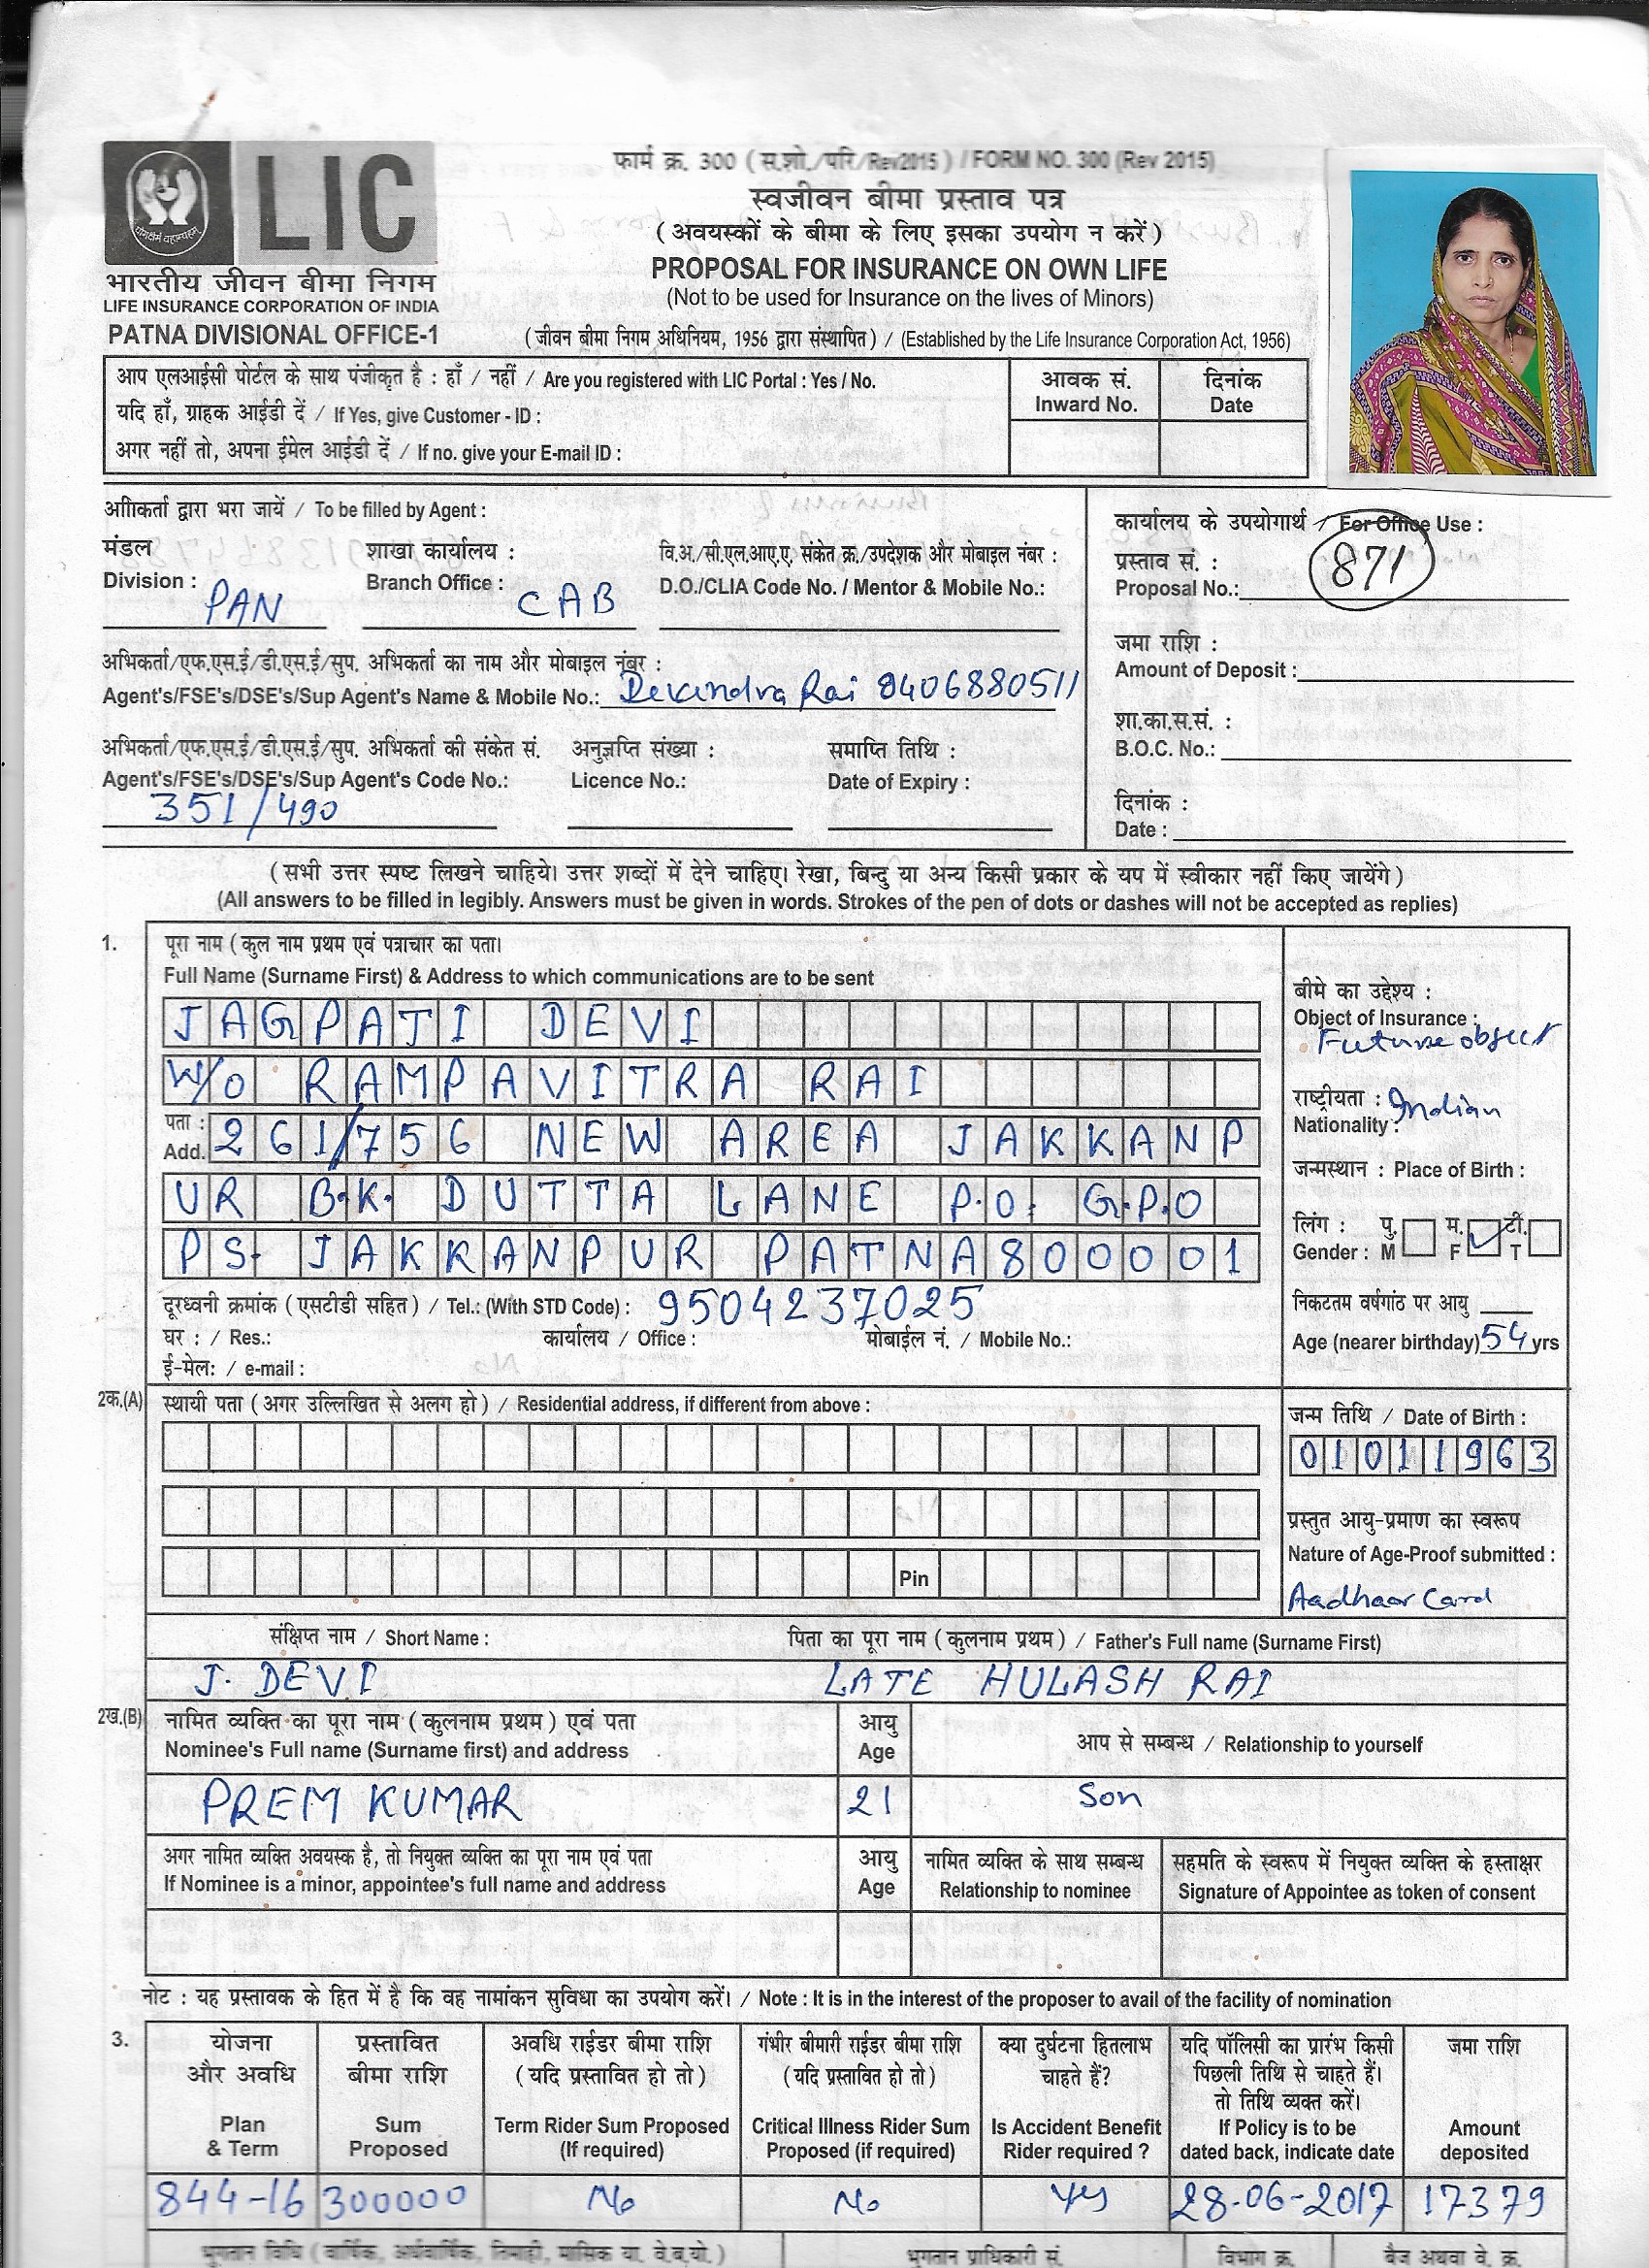 फार्म क्र. 300 (स.शो./परि/Rev2015) / FORM NO. 300 (Rev 2015)
LIC
स्वजीवन बीमा प्रस्ताव पत्र
(अवयस्कों के बीमा के लिए इसका उपयोग न करें)
भारतीय जीवन बीमा निगम
PROPOSAL FOR INSURANCE ON OWN LIFE
LIFE INSURANCE CORPORATION OF INDIA
(Not to be used for Insurance on the lives of Minors)
PATNA DIVISIONAL OFFICE-1
(जीवन बीमा निगम अधिनियम, 1956 द्वारा संस्थापित) / (Established by the Life Insurance Corporation Act, 1956)
आप एलआईसी पोर्टल के साथ पंजीकृत है : हाँ / नहीं / Are you registered with LIC Portal : Yes / No.
यदि हाँ, ग्राहक आईडी दें / If Yes, give Customer - ID :
अगर नहीं तो, अपना ईमेल आईडी दें / If no. give your E-mail ID :
आवक सं. दिनांक
Inward No. Date
अाीिकर्ता द्वारा भरा जायें / To be filled by Agent :
मंडल शाखा कार्यालय : वि.अ./सी.एल.आए.ए. संकेत क्र./उपदेशक और मोबाइल नंबर :
Division : PAN Branch Office : CAB D.O./CLIA Code No. / Mentor & Mobile No.:
अभिकर्ता/एफ.एस.ई/डी.एस.ई/सुप. अभिकर्ता का नाम और मोबाइल नंबर :
Agent's/FSE's/DSE's/Sup Agent's Name & Mobile No.: Devendra Rai 8406880511
अभिकर्ता/एफ.एस.ई/डी.एस.ई/सुप. अभिकर्ता की संकेत सं. अनुज्ञप्ति संख्या : समाप्ति तिथि :
Agent's/FSE's/DSE's/Sup Agent's Code No.: Licence No.: Date of Expiry :
351/490
कार्यालय के उपयोगार्थ / For Office Use :
प्रस्ताव सं. :
Proposal No.: 871
जमा राशि :
Amount of Deposit :
शा.का.स.सं. :
B.O.C. No.:
दिनांक :
Date :
(सभी उत्तर स्पष्ट लिखने चाहिये। उत्तर शब्दों में देने चाहिए। रेखा, बिन्दु या अन्य किसी प्रकार के यप में स्वीकार नहीं किए जायेंगे)
(All answers to be filled in legibly. Answers must be given in words. Strokes of the pen of dots or dashes will not be accepted as replies)
1. पूरा नाम (कुल नाम प्रथम एवं पत्राचार का पता।
Full Name (Surname First) & Address to which communications are to be sent
JAGPATI DEVI
W/O RAMPAVITRA RAI
पता :
Add. 261/756 NEW AREA JAKKANP
UR B.K. DUTTA LANE P.O. G.P.O
PS. JAKKANPUR PATNA 800001
दूरध्वनी क्रमांक (एसटीडी सहित) / Tel.: (With STD Code) : 9504237025
घर : / Res.: कार्यालय / Office : मोबाईल नं. / Mobile No.:
ई-मेल: / e-mail :
बीमे का उद्देश्य :
Object of Insurance :
Future object
राष्ट्रीयता :
Nationality : Indian
जन्मस्थान : Place of Birth :
लिंग : पु. म. टी.
Gender : M F T
निकटतम वर्षगांठ पर आयु
Age (nearer birthday) 54 yrs
2क.(A) स्थायी पता (अगर उल्लिखित से अलग हो) / Residential address, if different from above :
Pin
जन्म तिथि / Date of Birth :
01011963
प्रस्तुत आयु-प्रमाण का स्वरूप
Nature of Age-Proof submitted :
Aadhaar Card
संक्षिप्त नाम / Short Name : पिता का पूरा नाम (कुलनाम प्रथम) / Father's Full name (Surname First)
J. DEVI LATE HULASH RAI
2ख.(B) नामित व्यक्ति का पूरा नाम (कुलनाम प्रथम) एवं पता आयु आप से सम्बन्ध / Relationship to yourself
Nominee's Full name (Surname first) and address Age
PREM KUMAR 21 Son
अगर नामित व्यक्ति अवयस्क है, तो नियुक्त व्यक्ति का पूरा नाम एवं पता आयु नामित व्यक्ति के साथ सम्बन्ध सहमति के स्वरूप में नियुक्त व्यक्ति के हस्ताक्षर
If Nominee is a minor, appointee's full name and address Age Relationship to nominee Signature of Appointee as token of consent
नोट : यह प्रस्तावक के हित में है कि वह नामांकन सुविधा का उपयोग करें। / Note : It is in the interest of the proposer to avail of the facility of nomination
3. योजना और अवधि
Plan & Term
प्रस्तावित बीमा राशि
Sum Proposed
अवधि राईडर बीमा राशि (यदि प्रस्तावित हो तो)
Term Rider Sum Proposed (If required)
गंभीर बीमारी राईडर बीमा राशि (यदि प्रस्तावित हो तो)
Critical Illness Rider Sum Proposed (if required)
क्या दुर्घटना हितलाभ चाहते हैं?
Is Accident Benefit Rider required ?
यदि पॉलिसी का प्रारंभ किसी पिछली तिथि से चाहते हैं। तो तिथि व्यक्त करें।
If Policy is to be dated back, indicate date
जमा राशि
Amount deposited
844-16 300000 No No Yes 28-06-2017 17379
भुगतान विधि (वार्षिक, अर्धवार्षिक, तिमाही, मासिक या. वे.ब.यो.) भुगतान प्राधिकारी सं. विभाग क्र. बैज अथवा वे. क्र.